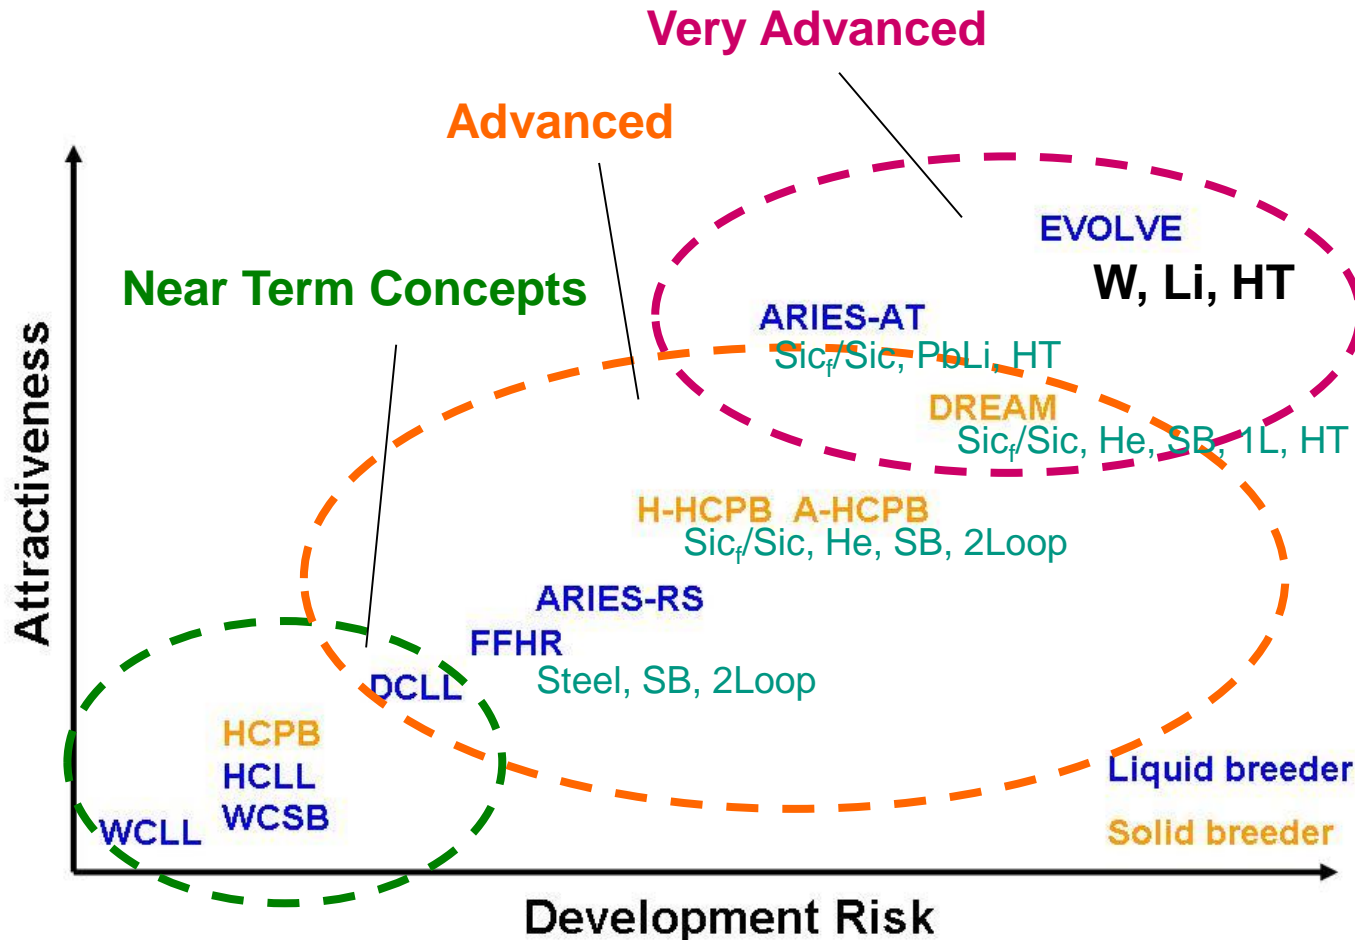 Very Advanced
Advanced
EVOLVE
W, Li, HT
Near Term Concepts
ARIES-AT
Sicf/Sic, PbLi, HT
DREAM
Sicf/Sic, He, SB, 1L, HT
H-HCPB A-HCPB
Sicf/Sic, He, SB, 2Loop
ARIES-RS
FFHR
Steel, SB, 2Loop
DCLL
HCPB
HCLL
WCSB
WCLL
Liquid breeder
Solid breeder
Attractiveness
Development Risk